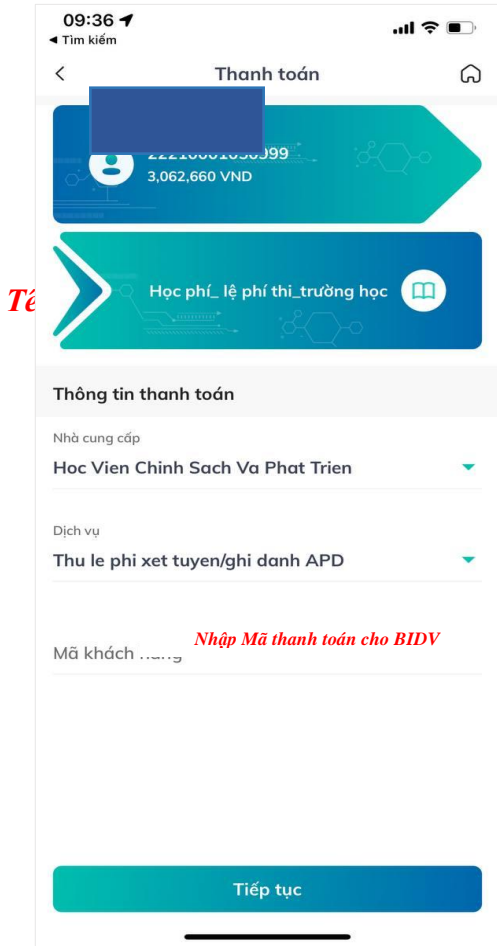 09:36
◀ Tìm kiếm
Thanh toán
3,062,660 VND
Học phí_ lệ phí thi_trường học
Tê
Thông tin thanh toán
Nhà cung cấp
Hoc Vien Chinh Sach Va Phat Trien
Dịch vụ
Thu le phi xet tuyen/ghi danh APD
Nhập Mã thanh toán cho BIDV
Mã khách
Tiếp tục